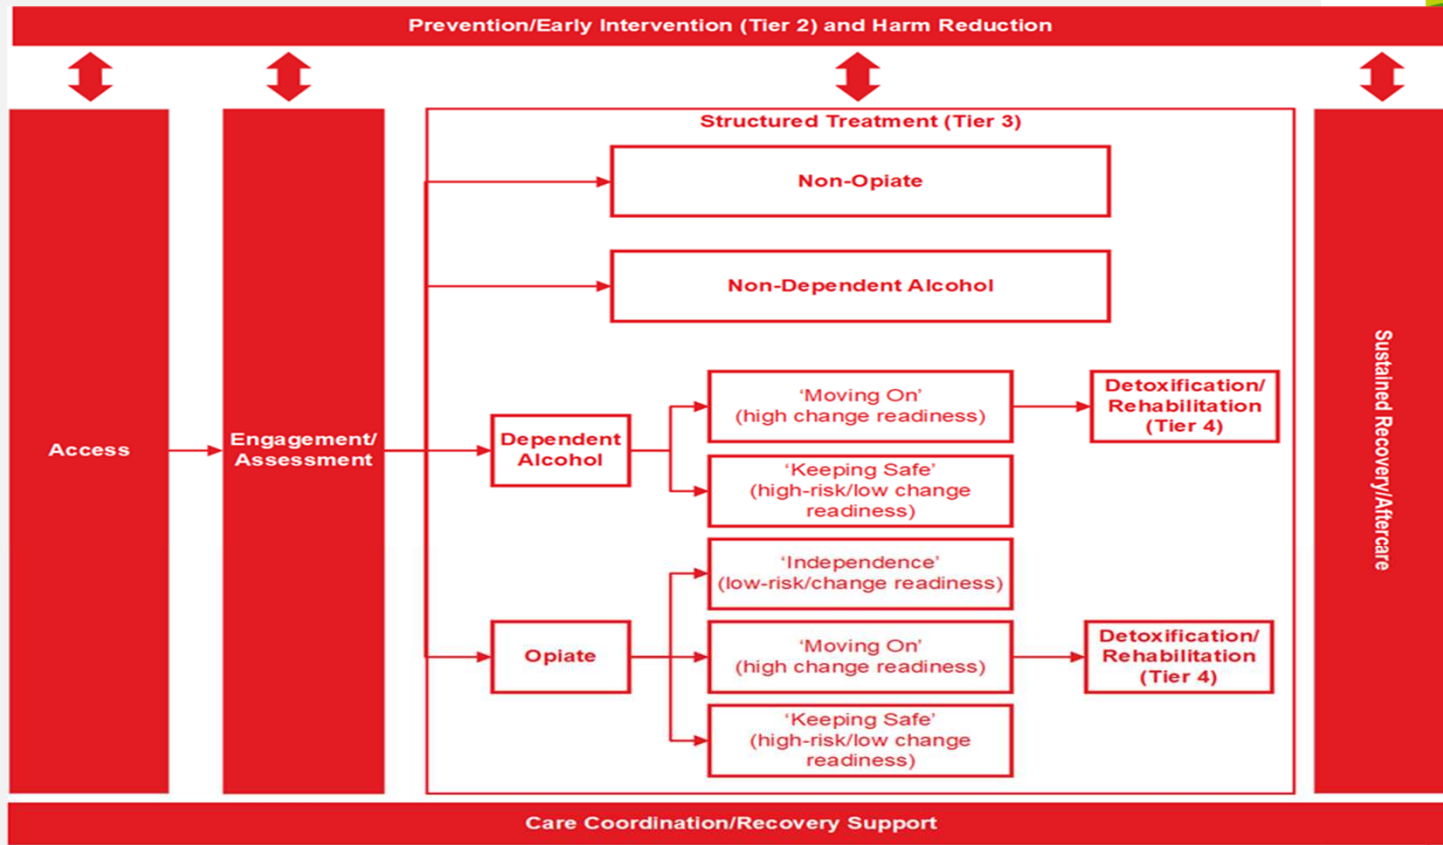 Prevention/Early Intervention (Tier 2) and Harm Reduction
Access
Engagement/
Assessment
Structured Treatment (Tier 3)
Non-Opiate
Non-Dependent Alcohol
Dependent
Alcohol
‘Moving On’
(high change readiness)
Detoxification/
Rehabilitation
(Tier 4)
‘Keeping Safe’
(high-risk/low change
readiness)
Opiate
‘Independence’
(low-risk/change readiness)
‘Moving On’
(high change readiness)
Detoxification/
Rehabilitation
(Tier 4)
‘Keeping Safe’
(high-risk/low change
readiness)
Sustained Recovery/Aftercare
Care Coordination/Recovery Support